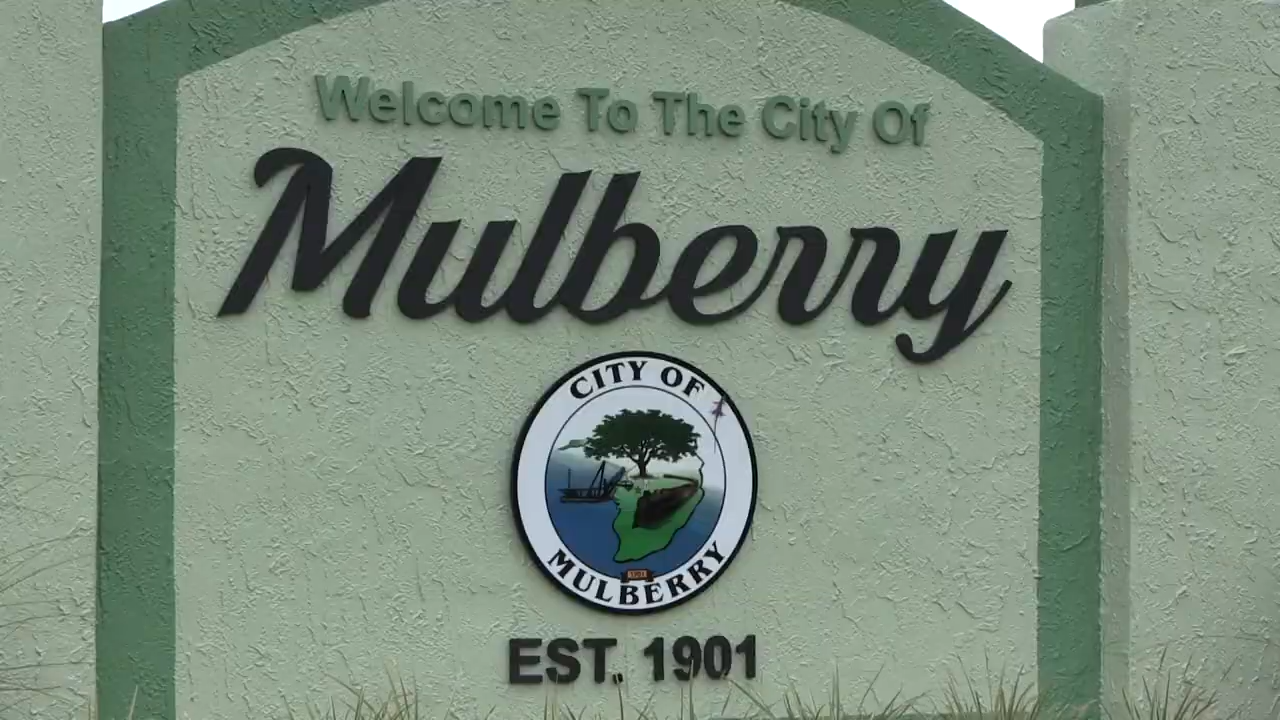 Welcome To The City Of
Mulberry
CITY OF
MULBERRY
EST. 1901